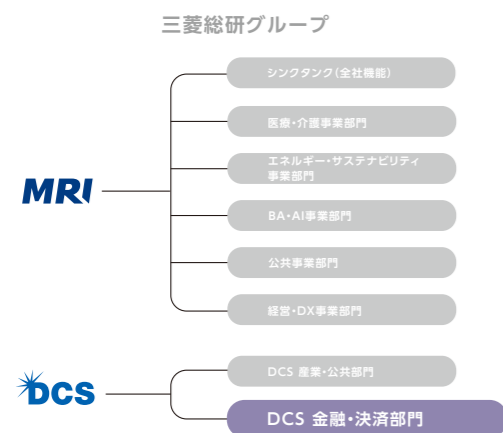 三菱総研グループ
シンクタンク(全社機能)
医療・介護事業部門
エネルギー・サステナビリティ
事業部門
MRI
BA・AI事業部門
公共事業部門
経営・DX事業部門
DCS 産業・公共部門
DCS
DCS 金融・決済部門